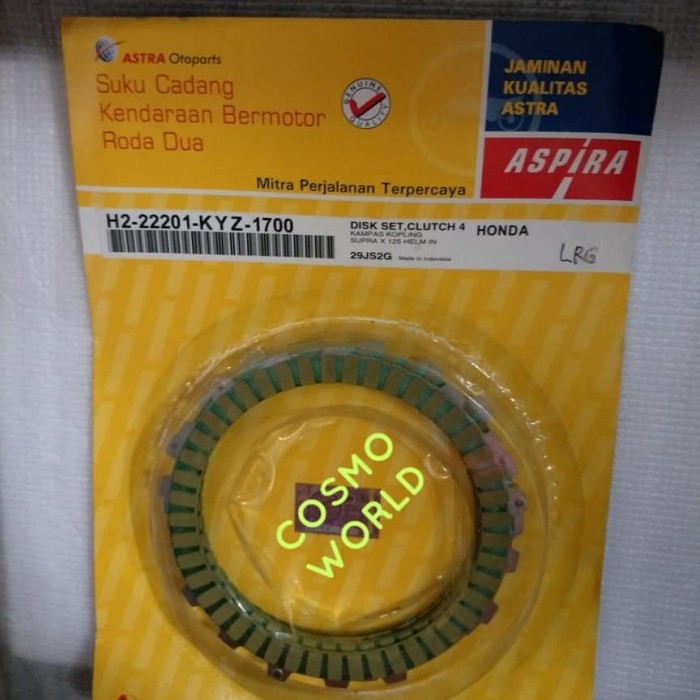 ASTRA Otoparts
Suku Cadang
Kendaraan Bermotor
Roda Dua
GENUINE
QUALITY
JAMINAN
KUALITAS
ASTRA
ASPIRA
Mitra Perjalanan Terpercaya
H2-22201-KYZ-1700
DISK SET,CLUTCH 4 HONDA
KAMPAS KOPLING
SUPRA X 125 HELM IN
29JS2G Made in Indonesia
LRG
COSMO
WORLD